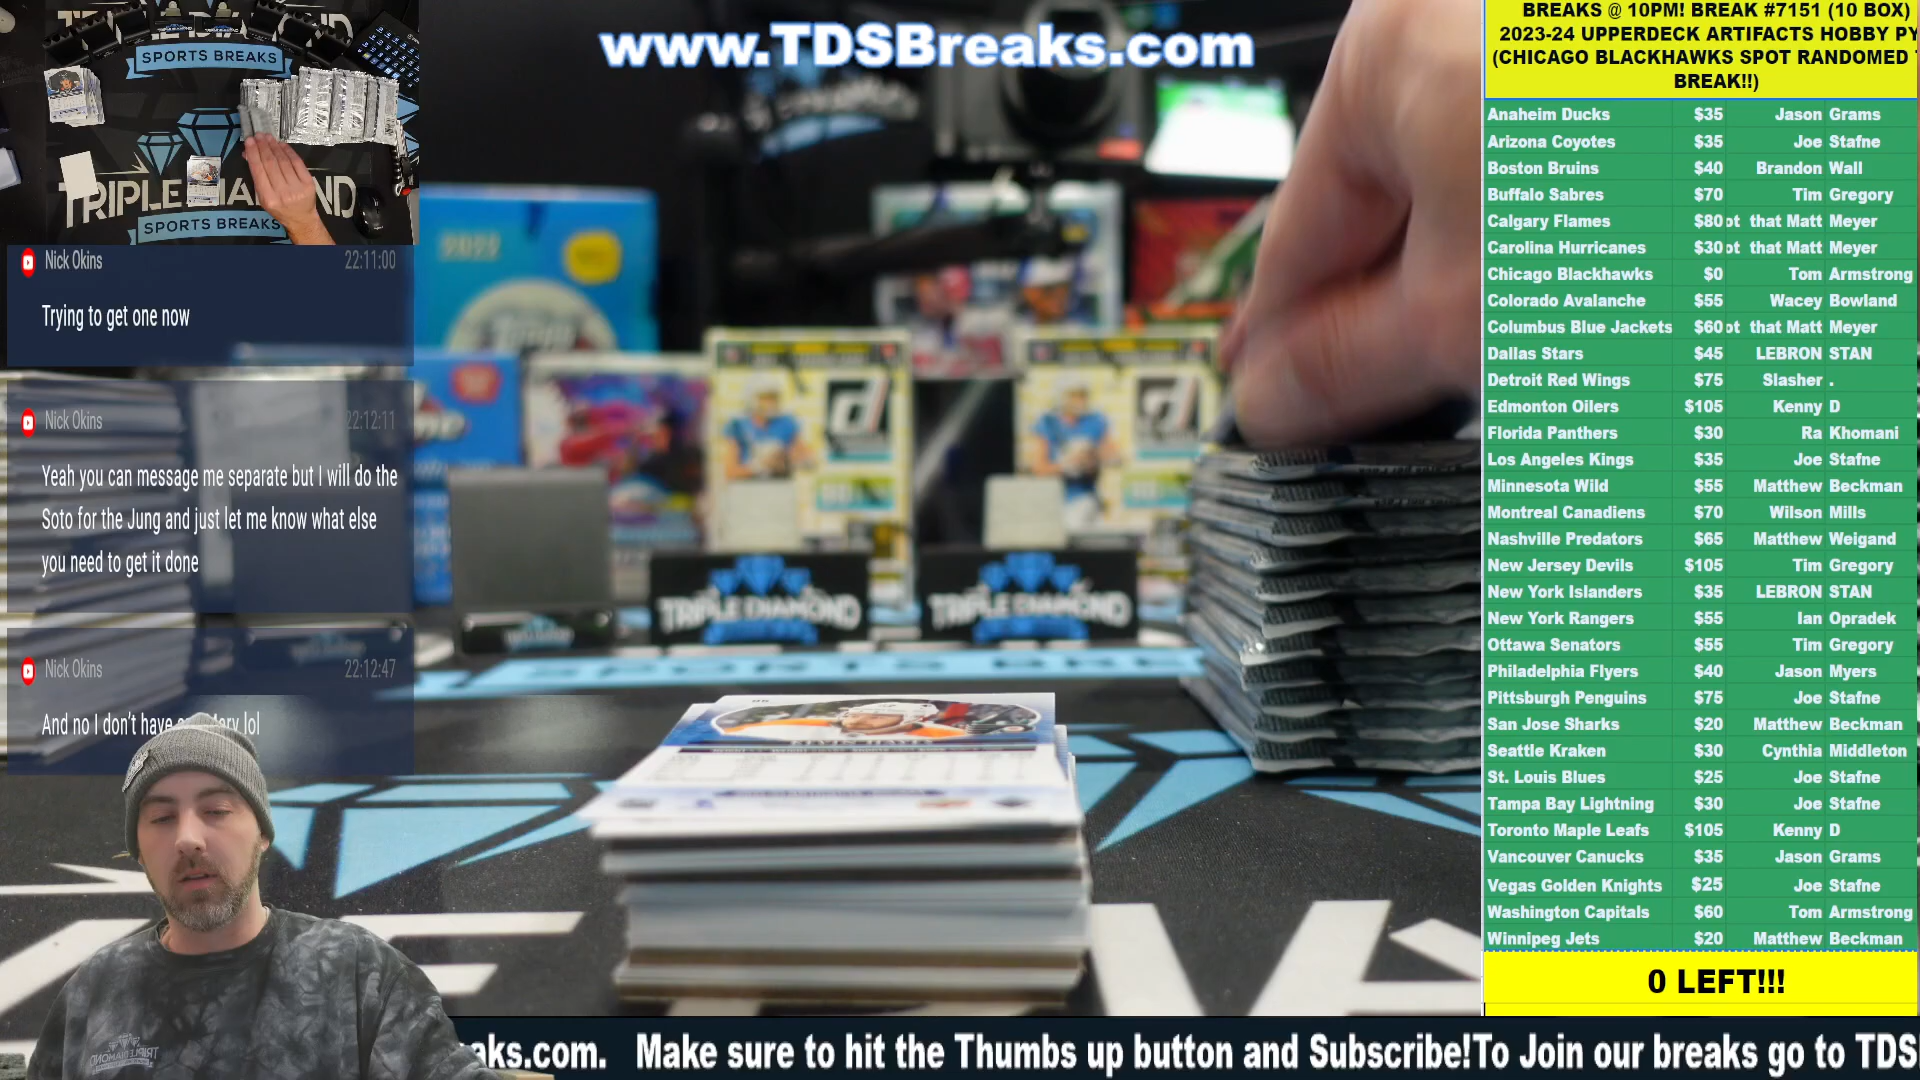 www.TDSBreaks.com
SPORTS BREAKS
TRIPLE DIAMOND
SPORTS BREAKS
Nick Okins 22:11:00
Trying to get one now
Nick Okins 22:12:11
Yeah you can message me separate but I will do the
Soto for the Jung and just let me know what else
you need to get it done
Nick Okins 22:12:47
And no I don't have lol
2022
TRIPLE DIAMOND
TRIPLE DIAMOND
BREAKS @ 10PM! BREAK #7151 (10 BOX)
2023-24 UPPERDECK ARTIFACTS HOBBY PY
(CHICAGO BLACKHAWKS SPOT RANDOMED
BREAK!!)
Anaheim Ducks $35 Jason Grams
Arizona Coyotes $35 Joe Stafne
Boston Bruins $40 Brandon Wall
Buffalo Sabres $70 Tim Gregory
Calgary Flames $80 ot that Matt Meyer
Carolina Hurricanes $30 ot that Matt Meyer
Chicago Blackhawks $0 Tom Armstrong
Colorado Avalanche $55 Wacey Bowland
Columbus Blue Jackets $60 ot that Matt Meyer
Dallas Stars $45 LEBRON STAN
Detroit Red Wings $75 Slasher .
Edmonton Oilers $105 Kenny D
Florida Panthers $30 Ra Khomani
Los Angeles Kings $35 Joe Stafne
Minnesota Wild $55 Matthew Beckman
Montreal Canadiens $70 Wilson Mills
Nashville Predators $65 Matthew Weigand
New Jersey Devils $105 Tim Gregory
New York Islanders $35 LEBRON STAN
New York Rangers $55 Ian Opradek
Ottawa Senators $55 Tim Gregory
Philadelphia Flyers $40 Jason Myers
Pittsburgh Penguins $75 Joe Stafne
San Jose Sharks $20 Matthew Beckman
Seattle Kraken $30 Cynthia Middleton
St. Louis Blues $25 Joe Stafne
Tampa Bay Lightning $30 Joe Stafne
Toronto Maple Leafs $105 Kenny D
Vancouver Canucks $35 Jason Grams
Vegas Golden Knights $25 Joe Stafne
Washington Capitals $60 Tom Armstrong
Winnipeg Jets $20 Matthew Beckman
0 LEFT!!!
aks.com. Make sure to hit the Thumbs up button and Subscribe!To Join our breaks go to TDS